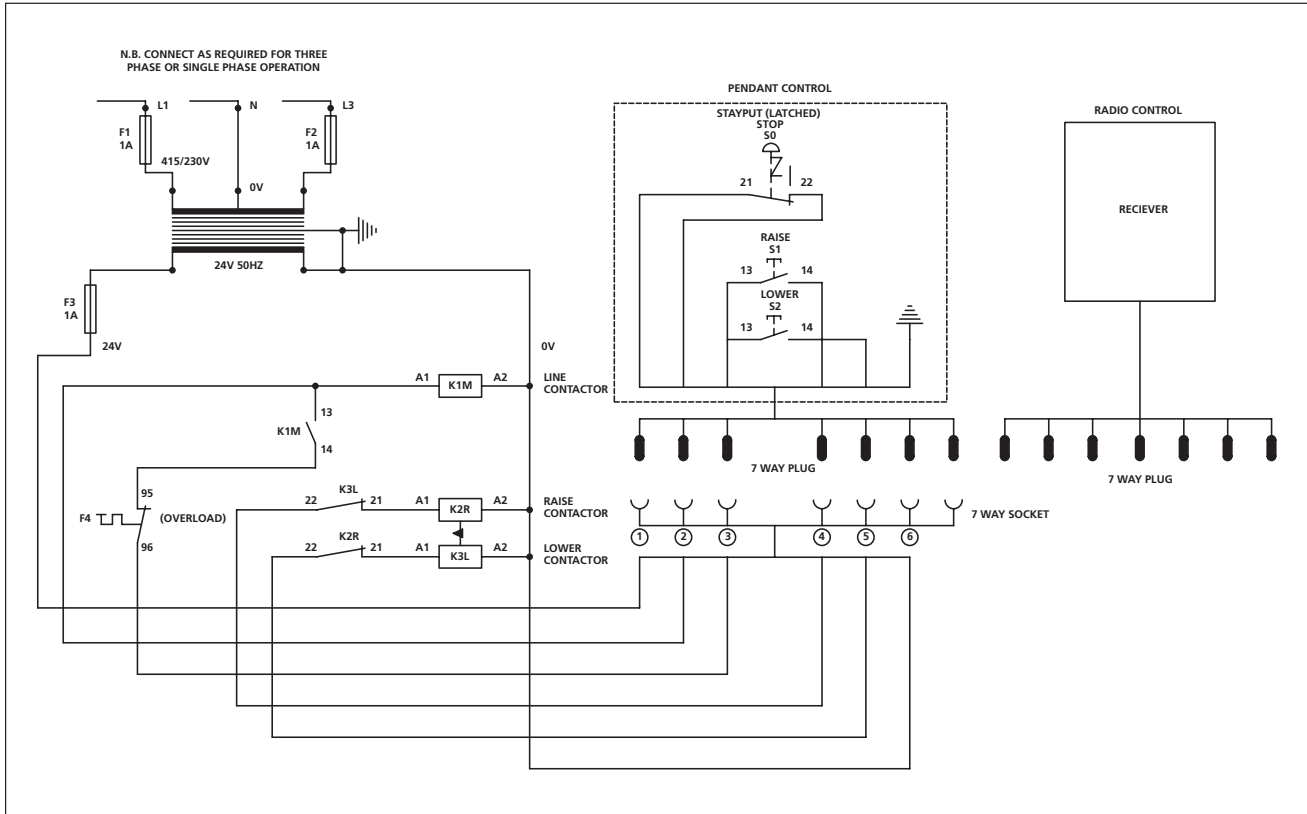 N.B. CONNECT AS REQUIRED FOR THREE
PHASE OR SINGLE PHASE OPERATION
L1
N
L3
F1
1A
F2
1A
415/230V
0V
24V 50HZ
F3
1A
24V
0V
A1
K1M
A2
LINE
CONTACTOR
13
K1M
14
95
F4
(OVERLOAD)
96
K3L
22
21
A1
K2R
A2
RAISE
CONTACTOR
K2R
22
21
A1
K3L
A2
LOWER
CONTACTOR
PENDANT CONTROL
STAYPUT (LATCHED)
STOP
S0
21
22
RAISE
S1
13
14
LOWER
S2
13
14
7 WAY PLUG
7 WAY SOCKET
1
2
3
4
5
6
RADIO CONTROL
RECIEVER
7 WAY PLUG